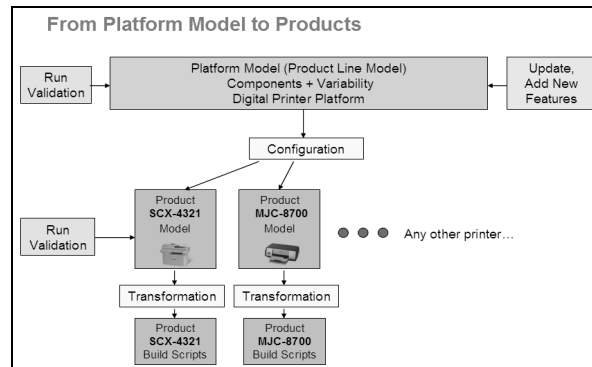 From Platform Model to Products
Run
Validation
Platform Model (Product Line Model)
Components + Variability
Digital Printer Platform
Update,
Add New
Features
Configuration
Product
SCX-4321
Model
Product
MJC-8700
Model
Run
Validation
Any other printer…
Transformation
Transformation
Product
SCX-4321
Build Scripts
Product
MJC-8700
Build Scripts